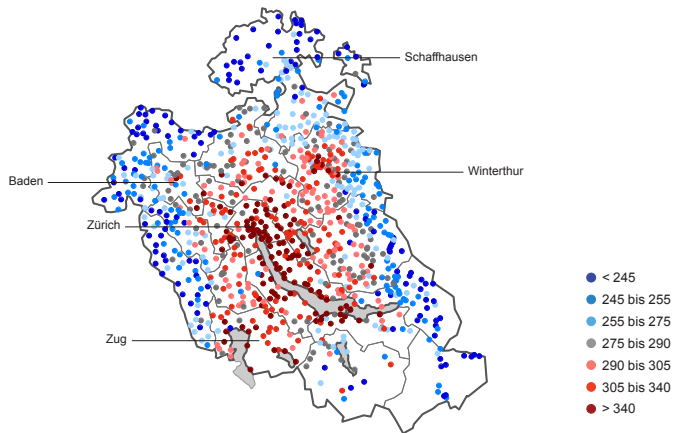 Schaffhausen
Baden
Winterthur
Zürich
Zug
< 245
245 bis 255
255 bis 275
275 bis 290
290 bis 305
305 bis 340
> 340